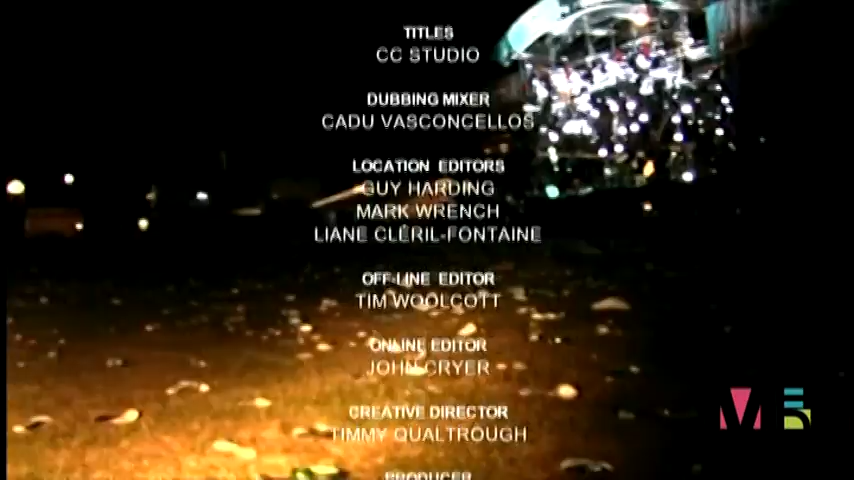 TITLES
CC STUDIO
DUBBING MIXER
CADU VASCONCELLOS
LOCATION EDITORS
GUY HARDING
MARK WRENCH
LIANE CLÉRIL-FONTAINE
OFF-LINE EDITOR
TIM WOOLCOTT
ONLINE EDITOR
JOHN CRYER
CREATIVE DIRECTOR
TIMMY QUALTROUGH
PRODUCER